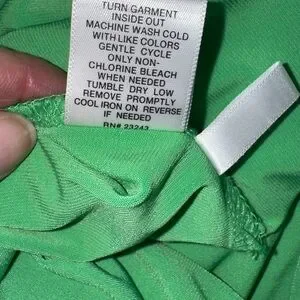 TURN GARMENT
INSIDE OUT
MACHINE WASH COLD
WITH LIKE COLORS
GENTLE CYCLE
ONLY NON-
CHLORINE BLEACH
WHEN NEEDED
TUMBLE DRY LOW
REMOVE PROMPTLY
COOL IRON ON REVERSE
IF NEEDED
RN# 23243